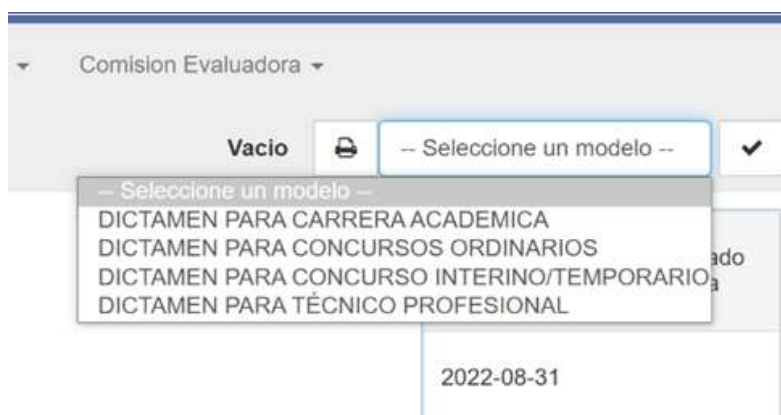 Comision Evaluadora
Vacio
-- Seleccione un modelo --
-- Seleccione un modelo --
DICTAMEN PARA CARRERA ACADEMICA
DICTAMEN PARA CONCURSOS ORDINARIOS
DICTAMEN PARA CONCURSO INTERINO/TEMPORARIO
DICTAMEN PARA TÉCNICO PROFESIONAL
2022-08-31